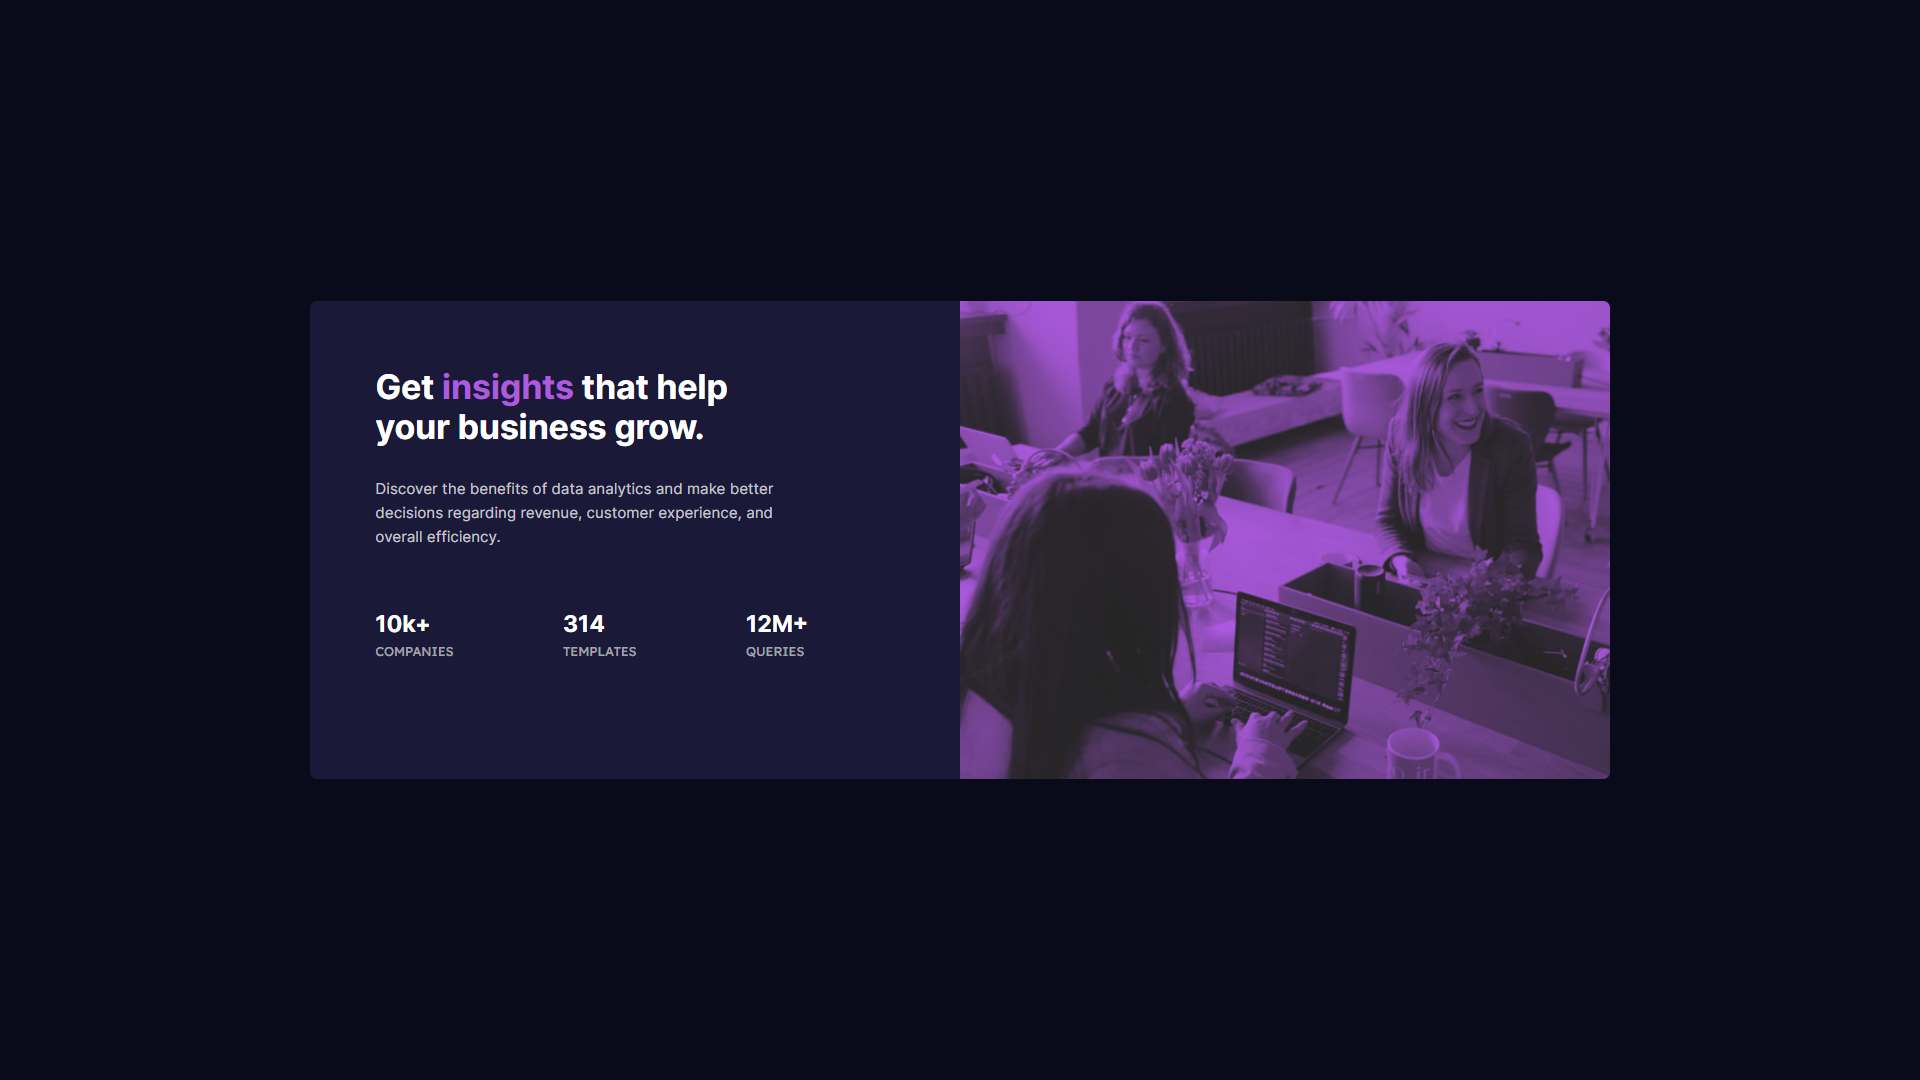 Get insights that help
your business grow.
Discover the benefits of data analytics and make better
decisions regarding revenue, customer experience, and
overall efficiency.
10k+ 314 12M+
COMPANIES TEMPLATES QUERIES